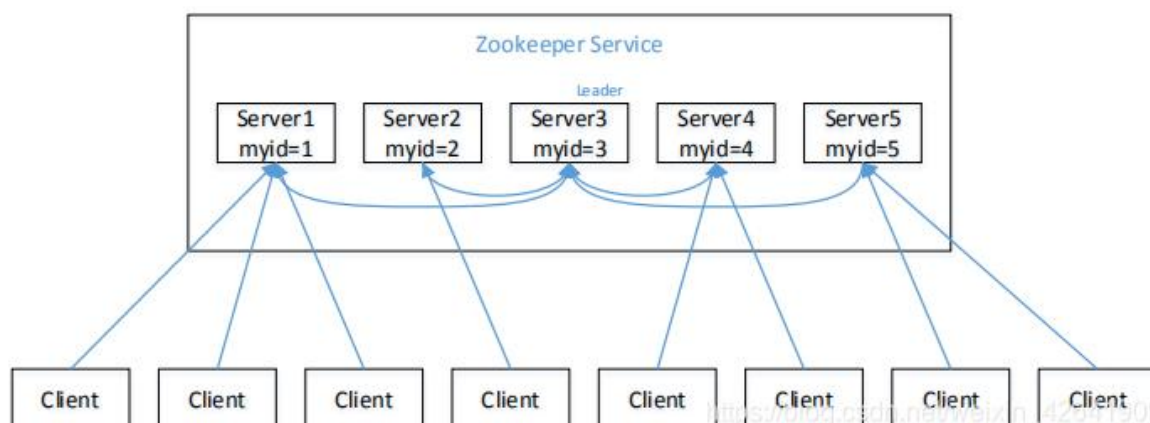 Zookeeper Service
Leader
Server1
myid=1
Server2
myid=2
Server3
myid=3
Server4
myid=4
Server5
myid=5
Client
Client
Client
Client
Client
Client
Client
Client